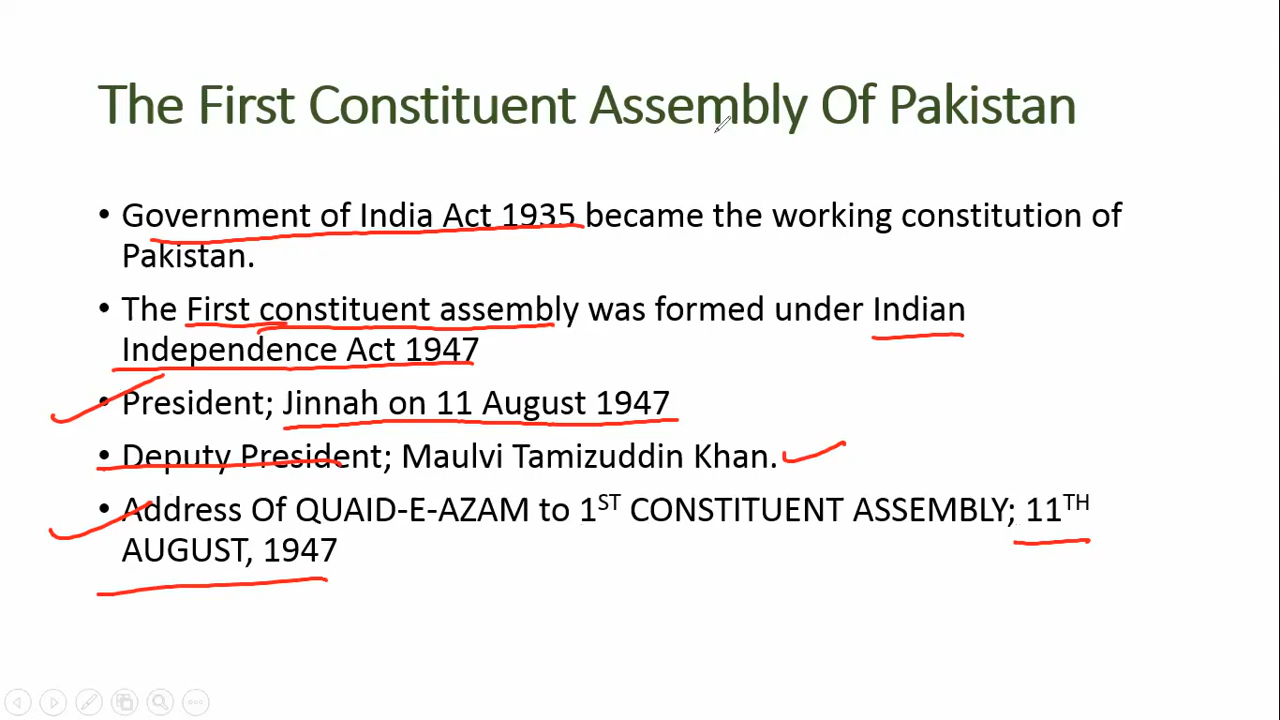 The First Constituent Assembly Of Pakistan
• Government of India Act 1935 became the working constitution of
Pakistan.
• The First constituent assembly was formed under Indian
Independence Act 1947
• President; Jinnah on 11 August 1947
• Deputy President; Maulvi Tamizuddin Khan.
• Address Of QUAID-E-AZAM to 1ST CONSTITUENT ASSEMBLY; 11TH
AUGUST, 1947